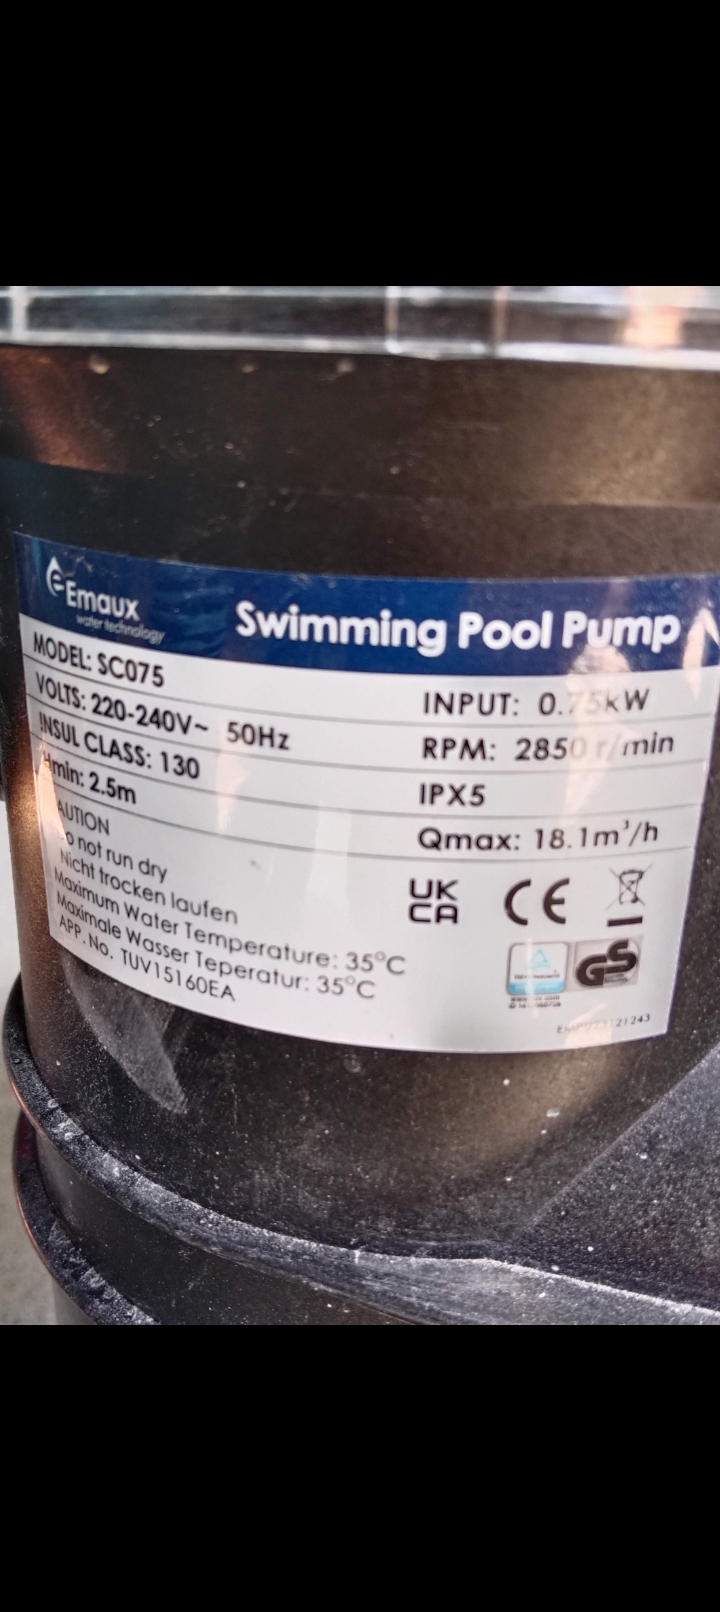 Emaux
water technology
Swimming Pool Pump
MODEL: SC075
INPUT: 0.75kW
VOLTS: 220-240V~ 50Hz
RPM: 2850 r/min
INSUL CLASS: 130
IPX5
Hmin: 2.5m
Qmax: 18.1m³/h
CAUTION
Do not run dry
Nicht trocken laufen
Maximum Water Temperature: 35°C
Maximale Wasser Teperatur: 35°C
APP. No. TUV15160EA
UK
CA
CE
GS